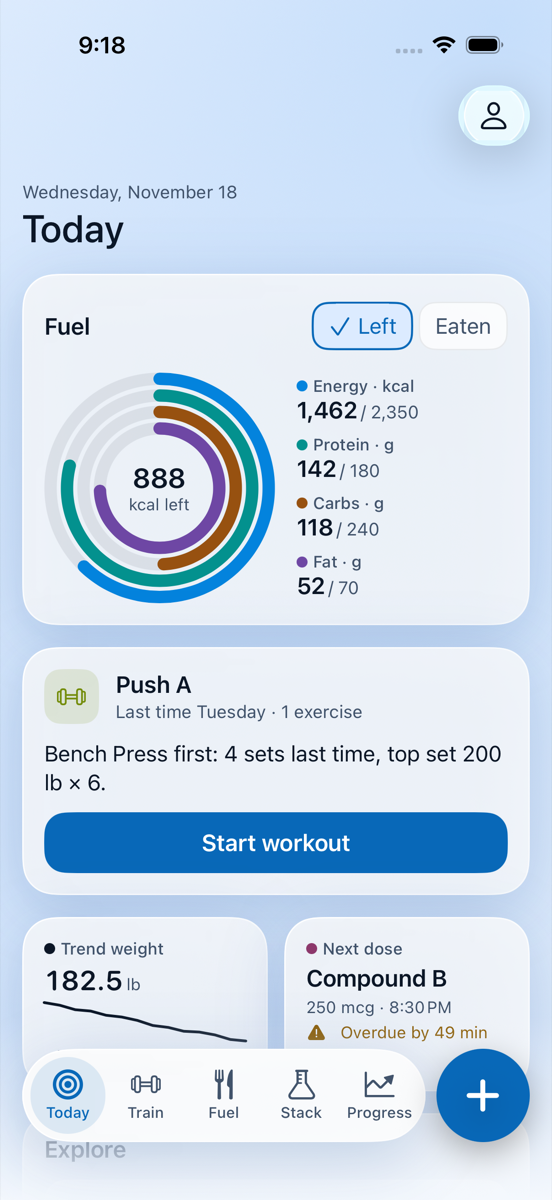 9:18
Wednesday, November 18
Today
Fuel
Left
Eaten
888
kcal left
Energy · kcal
1,462 / 2,350
Protein · g
142 / 180
Carbs · g
118 / 240
Fat · g
52 / 70
Push A
Last time Tuesday · 1 exercise
Bench Press first: 4 sets last time, top set 200
lb × 6.
Start workout
Trend weight
182.5 lb
Next dose
Compound B
250 mcg · 8:30 PM
Overdue by 49 min
Today
Train
Fuel
Stack
Progress
Explore